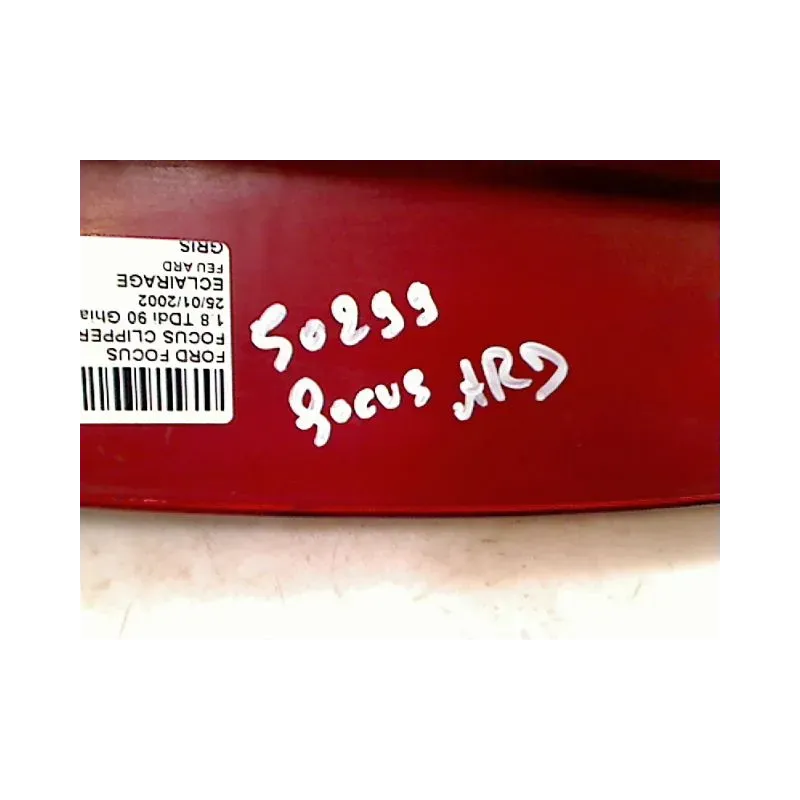 FORD FOCUS
FOCUS CLIPPER
1.8 TDdi 90 Ghia
25/01/2002
ECLAIRAGE
FEU ARD
GRIS
50299
focus ARD